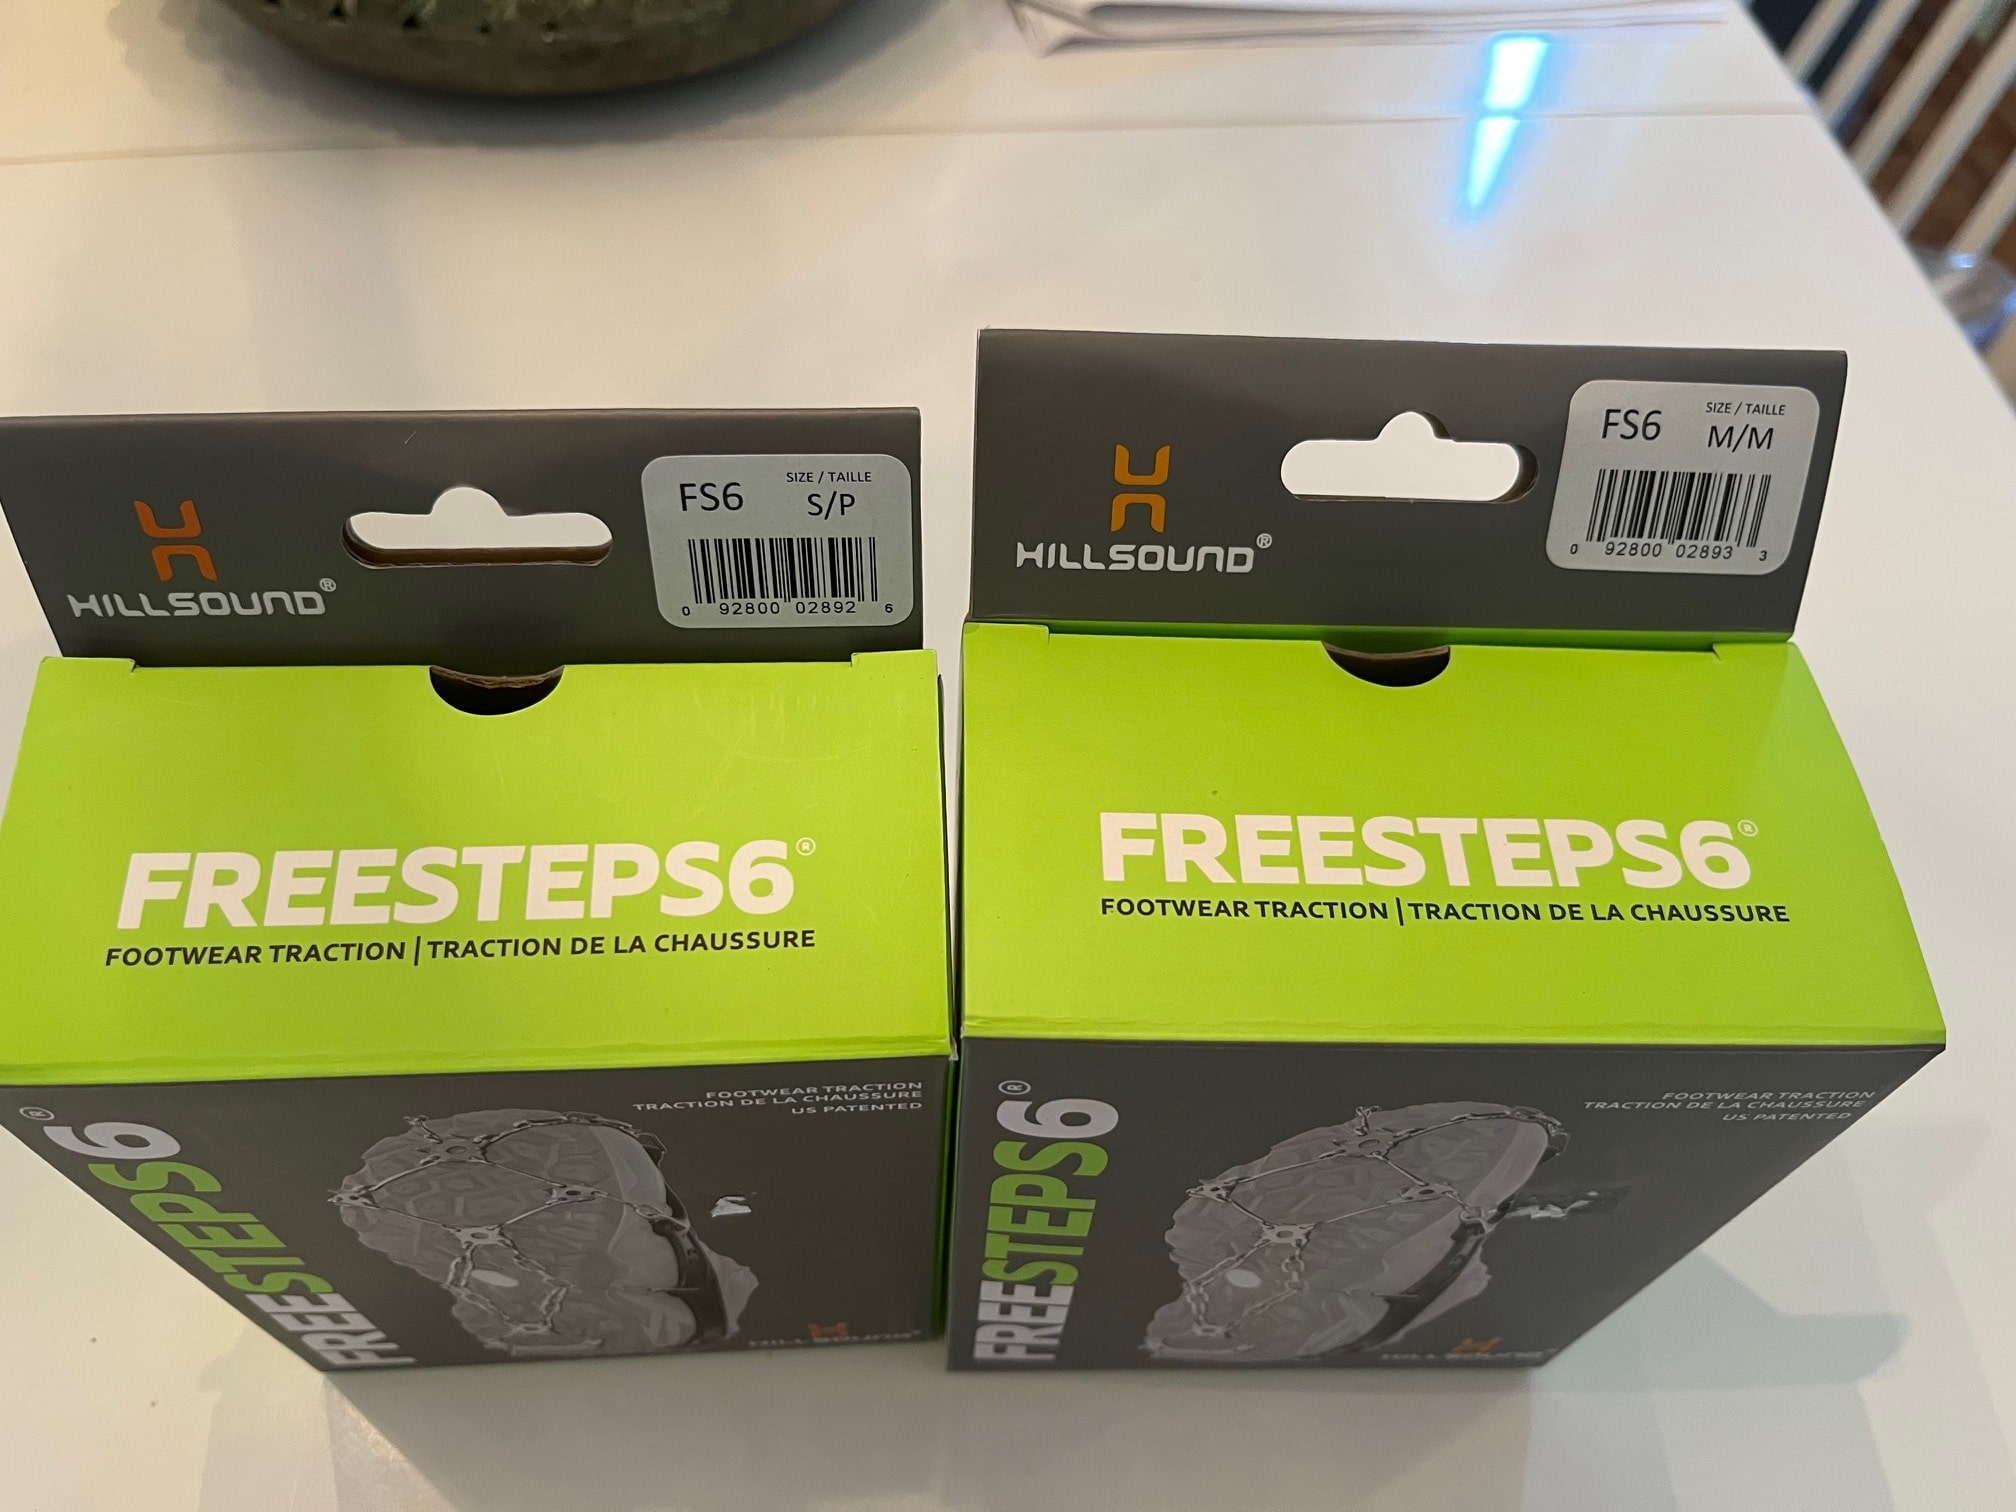 HILLSOUND®
FS6
SIZE / TAILLE
S/P
0 92800 02892 6
FREESTEPS6®
FOOTWEAR TRACTION | TRACTION DE LA CHAUSSURE
FREESTEPS6®
FOOTWEAR TRACTION
TRACTION DE LA CHAUSSURE
US PATENTED
HILLSOUND®
HILLSOUND®
FS6
SIZE / TAILLE
M/M
0 92800 02893 3
FREESTEPS6®
FOOTWEAR TRACTION | TRACTION DE LA CHAUSSURE
FREESTEPS6®
FOOTWEAR TRACTION
TRACTION DE LA CHAUSSURE
US PATENTED
HILLSOUND®